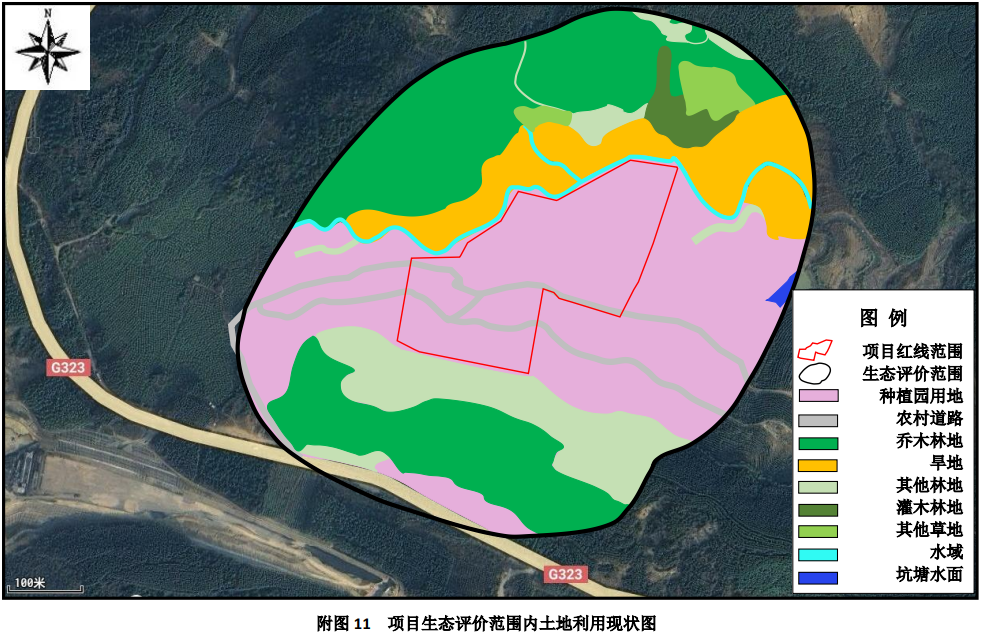 N
G323
G323
100米
图 例
项目红线范围
生态评价范围
种植园用地
农村道路
乔木林地
旱地
其他林地
灌木林地
其他草地
水域
坑塘水面
附图 11 项目生态评价范围内土地利用现状图